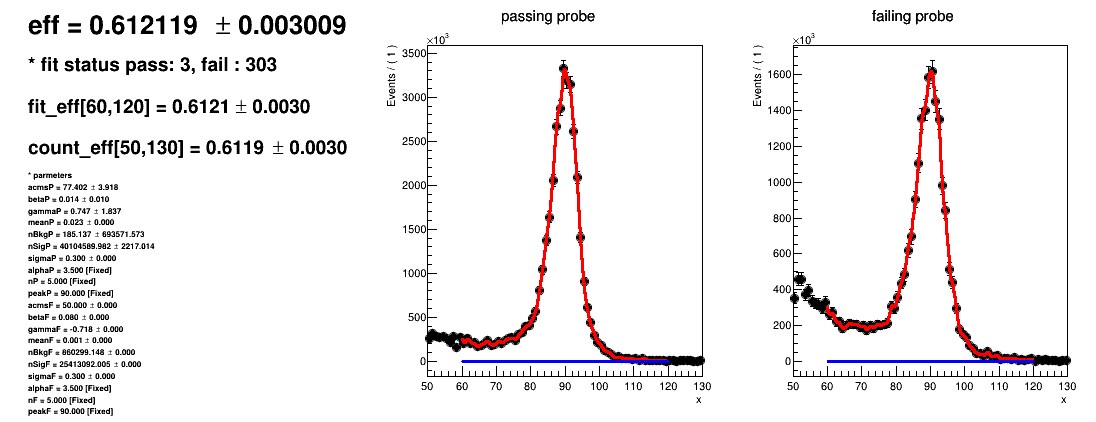 eff = 0.612119 ± 0.003009
* fit status pass: 3, fail : 303
fit_eff[60,120] = 0.6121 ± 0.0030
count_eff[50,130] = 0.6119 ± 0.0030
* parmeters
acmsP = 77.402 ± 3.918
betaP = 0.014 ± 0.010
gammaP = 0.747 ± 1.837
meanP = 0.023 ± 0.000
nBkgP = 185.137 ± 693571.573
nSigP = 40104589.982 ± 2217.014
sigmaP = 0.300 ± 0.000
alphaP = 3.500 [Fixed]
nP = 5.000 [Fixed]
peakP = 90.000 [Fixed]
acmsF = 50.000 ± 0.000
betaF = 0.080 ± 0.000
gammaF = -0.718 ± 0.000
meanF = 0.001 ± 0.000
nBkgF = 860299.148 ± 0.000
nSigF = 25413092.005 ± 0.000
sigmaF = 0.300 ± 0.000
alphaF = 3.500 [Fixed]
nF = 5.000 [Fixed]
peakF = 90.000 [Fixed]
passing probe
×10³
Events / ( 1 )
3500
3000
2500
2000
1500
1000
500
0
50 60 70 80 90 100 110 120 130
x
failing probe
×10³
Events / ( 1 )
1600
1400
1200
1000
800
600
400
200
0
50 60 70 80 90 100 110 120 130
x